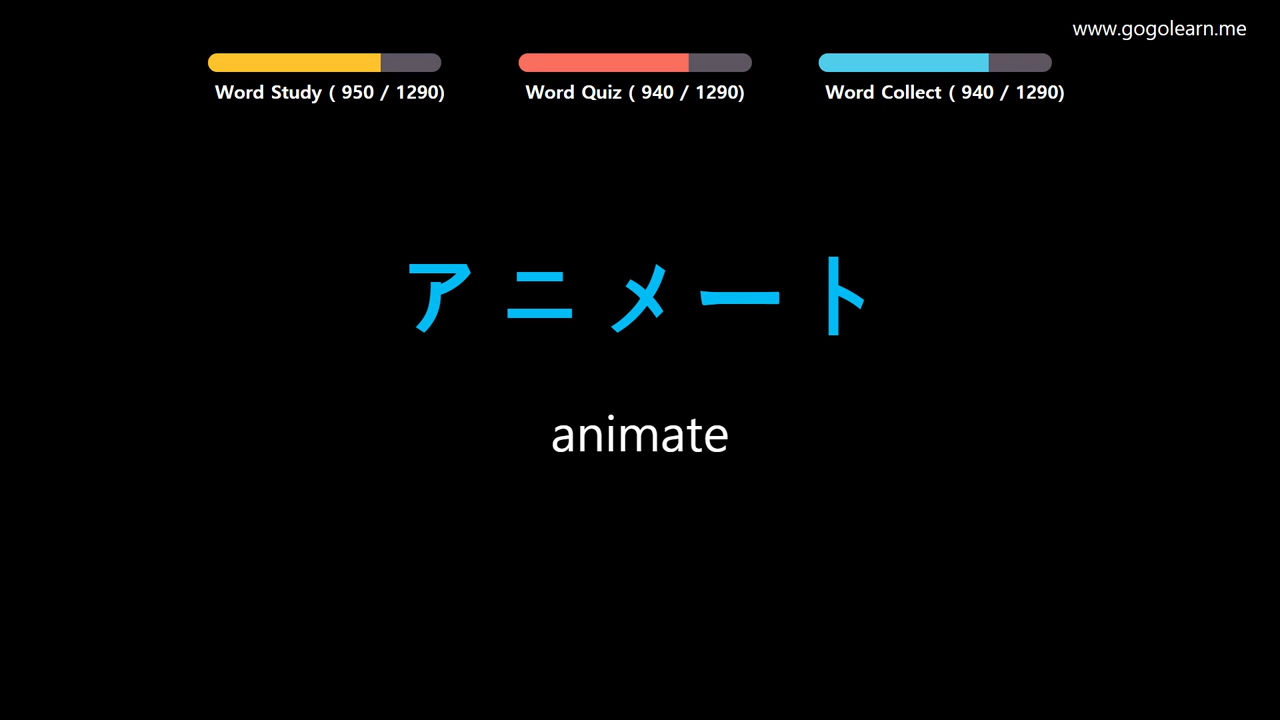 www.gogolearn.me
Word Study ( 950 / 1290)
Word Quiz ( 940 / 1290)
Word Collect ( 940 / 1290)
アニメート
animate